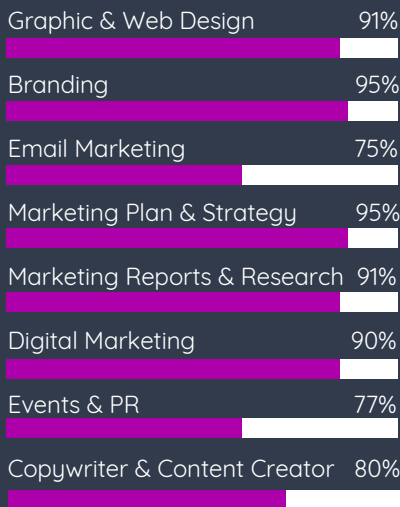 Graphic & Web Design 91%
Branding 95%
Email Marketing 75%
Marketing Plan & Strategy 95%
Marketing Reports & Research 91%
Digital Marketing 90%
Events & PR 77%
Copywriter & Content Creator 80%